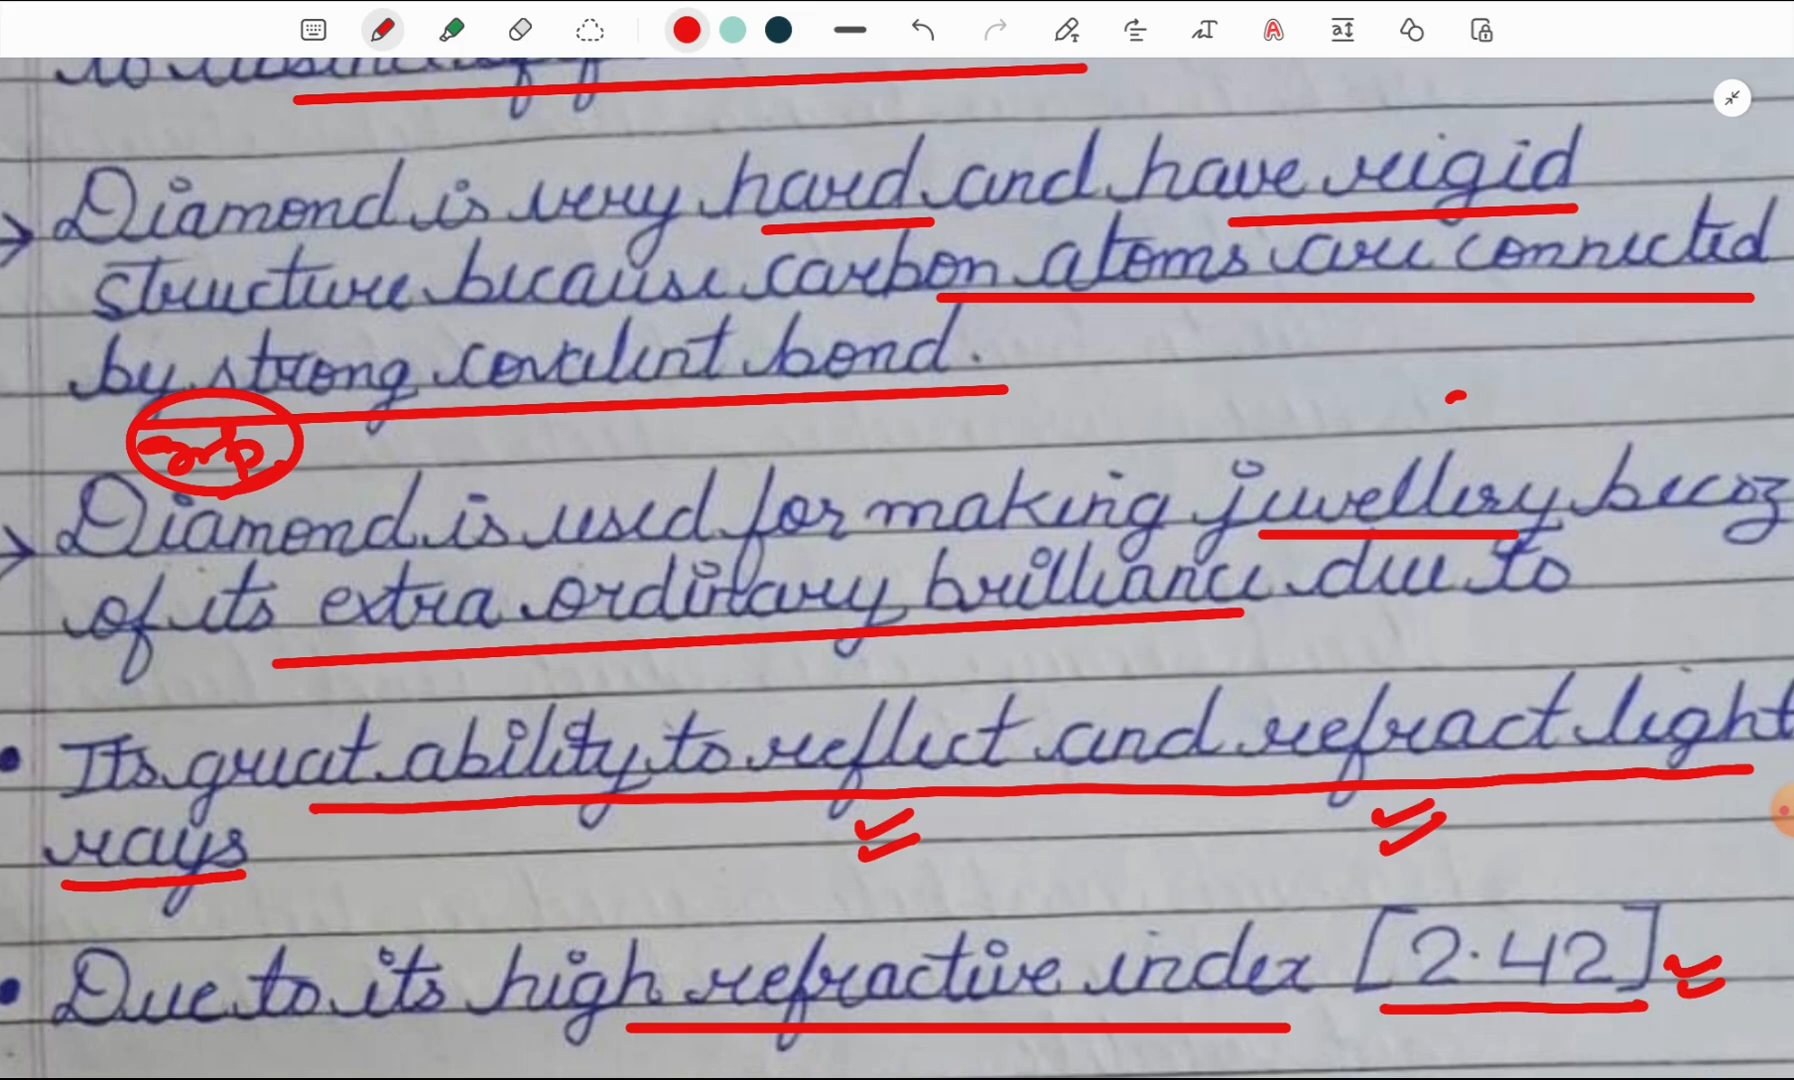 → Diamond is very hard and have rigid
structure because carbon atoms are connected
by strong covalent bond.
Imp
→ Diamond is used for making jewellery becoz
of its extra ordinary brilliance due to
• Its great ability to reflect and refract light
rays
• Due to its high refractive index [2.42]